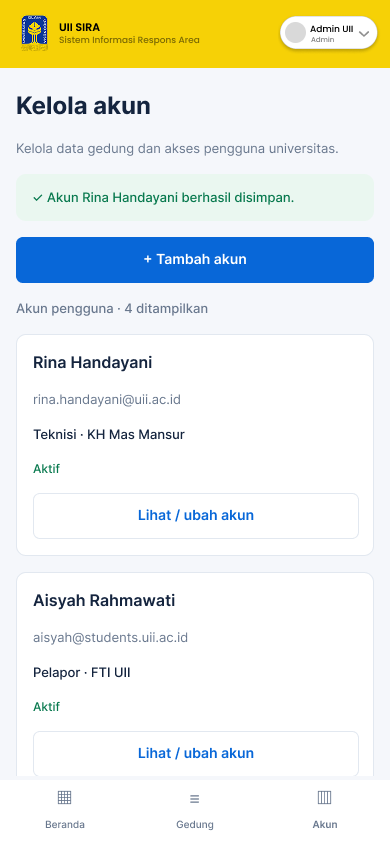 UII SIRA
Sistem Informasi Respons Area
Admin UII
Admin
Kelola akun
Kelola data gedung dan akses pengguna universitas.
✓ Akun Rina Handayani berhasil disimpan.
+ Tambah akun
Akun pengguna · 4 ditampilkan
Rina Handayani
rina.handayani@uii.ac.id
Teknisi · KH Mas Mansur
Aktif
Lihat / ubah akun
Aisyah Rahmawati
aisyah@students.uii.ac.id
Pelapor · FTI UII
Aktif
Lihat / ubah akun
Beranda
Gedung
Akun